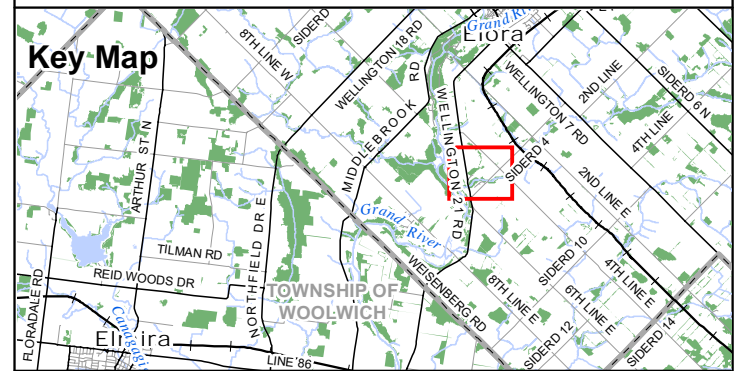 Key Map
8TH LINE W
SIDERD
WELLINGTON 18 RD
Grand
Elora
WELLINGTON 7 RD
2ND LINE
SIDERD 6 N
4TH LINE
MIDDLEBROOK RD
WELLINGTON 21 RD
SIDERD 4
2ND LINE E
ARTHUR ST N
Grand River
TILMAN RD
REID WOODS DR
NORTHFIELD DR E
TOWNSHIP OF
WOOLWICH
WEISENBERG RD
8TH LINE E
SIDERD 10
6TH LINE E
4TH LINE E
FLORADALE RD
Canagagi
Elmira
LINE 86
SIDERD 12
SIDERD 14